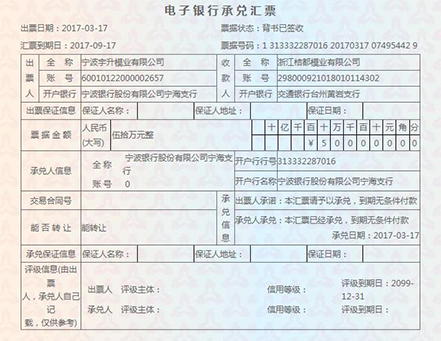 电子银行承兑汇票
出票日期：2017-03-17 票据状态：背书已签收
汇票到期日：2017-09-17 票据号码：1 313332287016 20170317 07495442 9
出票人 全称 宁波宇升模业有限公司 收款人 全称 浙江桔都模业有限公司
账号 60010122000002657 账号 298000921018010114302
开户银行 宁波银行股份有限公司宁海支行 开户银行 交通银行台州黄岩支行
出票保证信息 保证人名称： 保证人地址： 保证日期：
票据金额 人民币(大写) 伍拾万元整 十亿千百十万千百十元角分
￥50000000
承兑人信息 全称 宁波银行股份有限公司宁海支行 开户行行号 313332287016
账号 0 开户行名称 宁波银行股份有限公司宁海支行
交易合同号 承兑信息 出票人承诺：本汇票请予以承兑，到期无条件付款
能否转让 能转让 承兑人承兑：本汇票已经承兑，到期无条件付款
承兑日期：2017-03-17
承兑保证信息 保证人名称： 保证人地址： 保证日期：
评级信息(由出票人，承兑人自己记载，仅供参考)
出票人 评级主体： 信用等级： 评级到期日：2099-12-31
承兑人 评级主体： 信用等级： 评级到期日：